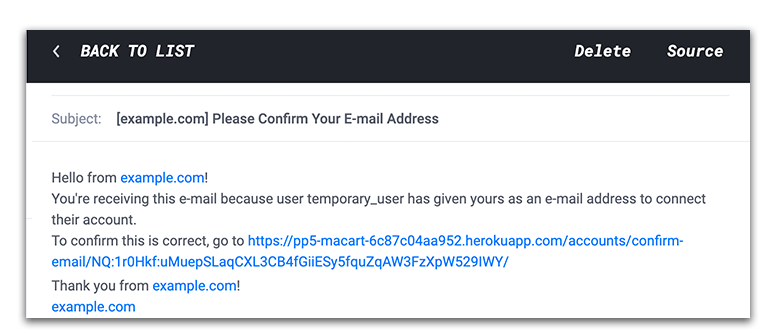 BACK TO LIST Delete Source
Subject: [example.com] Please Confirm Your E-mail Address
Hello from example.com!
You're receiving this e-mail because user temporary_user has given yours as an e-mail address to connect
their account.
To confirm this is correct, go to https://pp5-macart-6c87c04aa952.herokuapp.com/accounts/confirm-
email/NQ:1r0Hkf:uMuepSLaqCXL3CB4fGiiESy5fquZqAW3FzXpW529IWY/
Thank you from example.com!
example.com